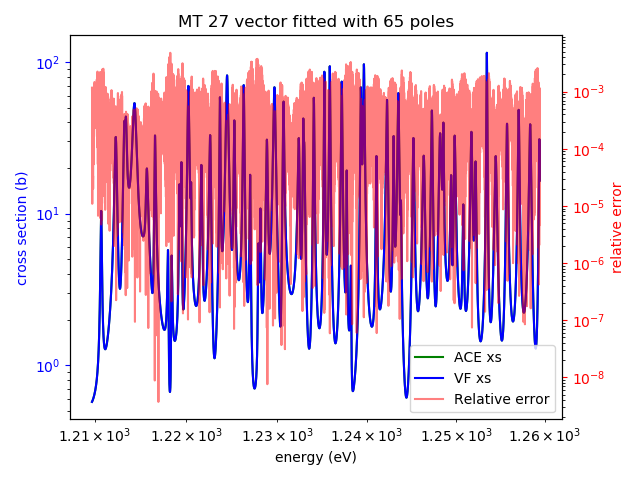 MT 27 vector fitted with 65 poles
10²
10¹
10⁰
cross section (b)
10⁻³
10⁻⁴
10⁻⁵
10⁻⁶
10⁻⁷
10⁻⁸
relative error
ACE xs
VF xs
Relative error
1.21 × 10³ 1.22 × 10³ 1.23 × 10³ 1.24 × 10³ 1.25 × 10³ 1.26 × 10³
energy (eV)